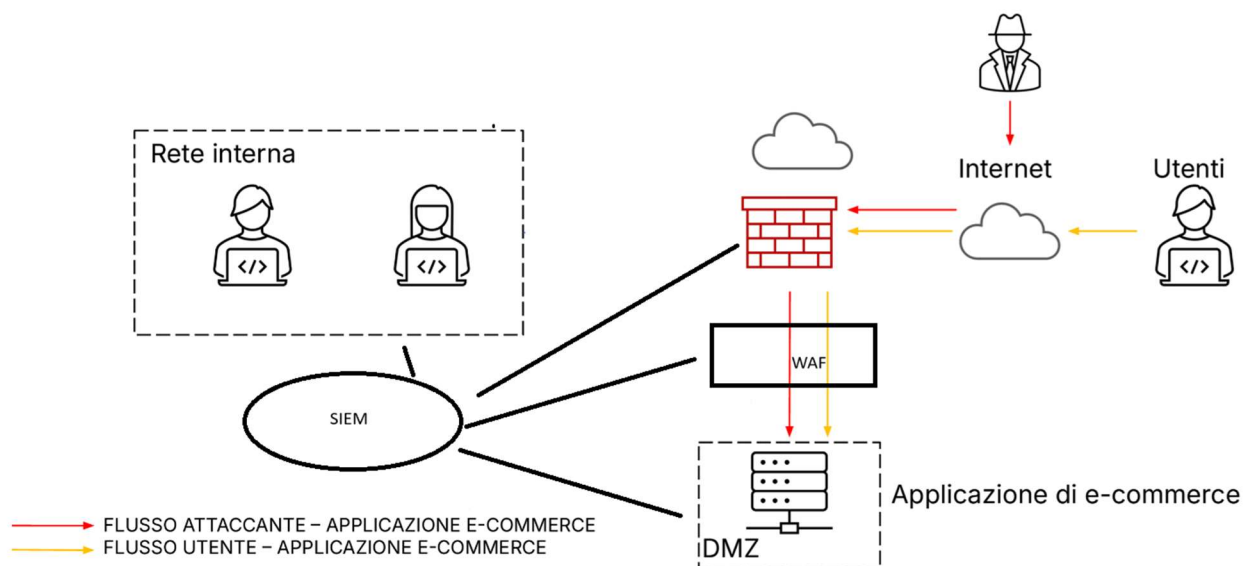 Rete interna
</>
</>
Internet
Utenti
</>
WAF
SIEM
Applicazione di e-commerce
DMZ
FLUSSO ATTACCANTE – APPLICAZIONE E-COMMERCE
FLUSSO UTENTE – APPLICAZIONE E-COMMERCE